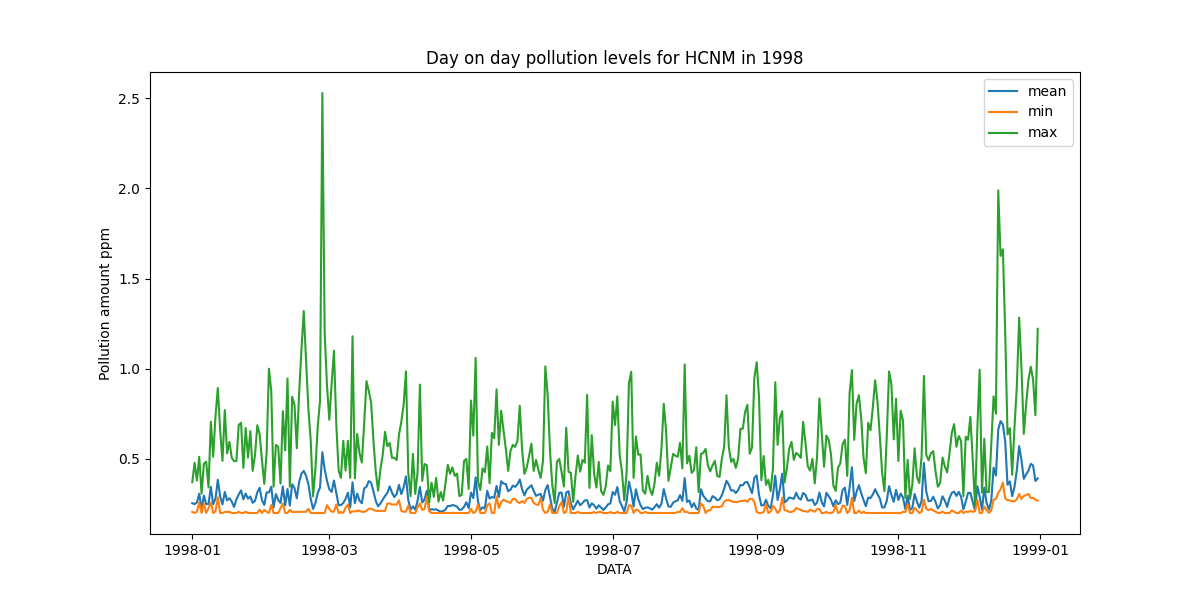 Day on day pollution levels for HCNM in 1998
mean
min
max
Pollution amount ppm
2.5
2.0
1.5
1.0
0.5
1998-01
1998-03
1998-05
1998-07
1998-09
1998-11
1999-01
DATA